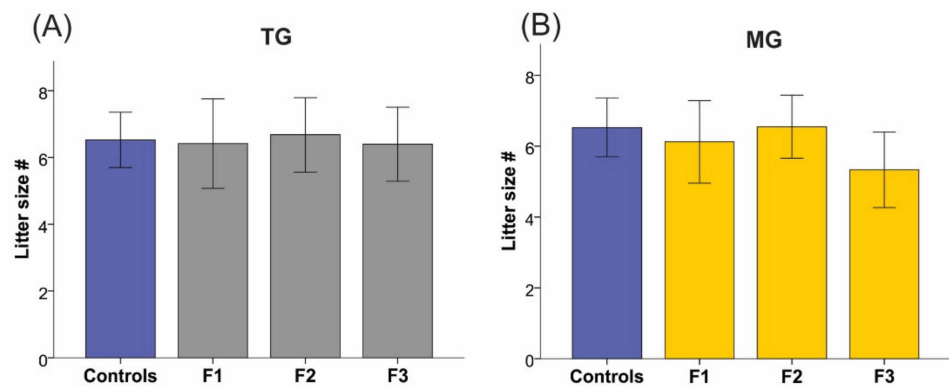 (A)
TG
Litter size #
8
6
4
2
0
Controls F1 F2 F3
(B)
MG
Litter size #
8
6
4
2
0
Controls F1 F2 F3